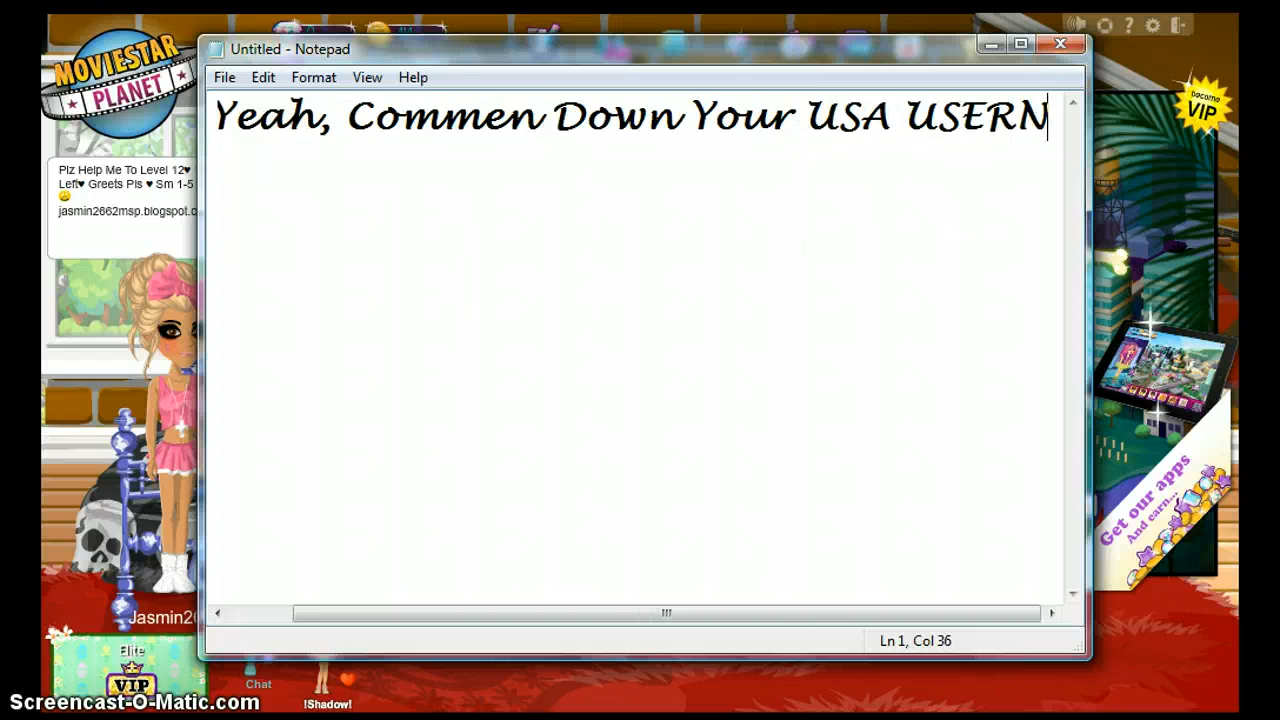 MOVIESTAR
PLANET
Untitled - Notepad
File Edit Format View Help
Yeah, Commen Down Your USA USERN
become
VIP
Plz Help Me To Level 12♥
Left♥ Greets Pls ♥ Sm 1-5
jasmin2662msp.blogspot.c
Get our apps
And earn...
Jasmin26
Ln 1, Col 36
Elite
VIP
Chat
!Shadow!
Screencast-O-Matic.com